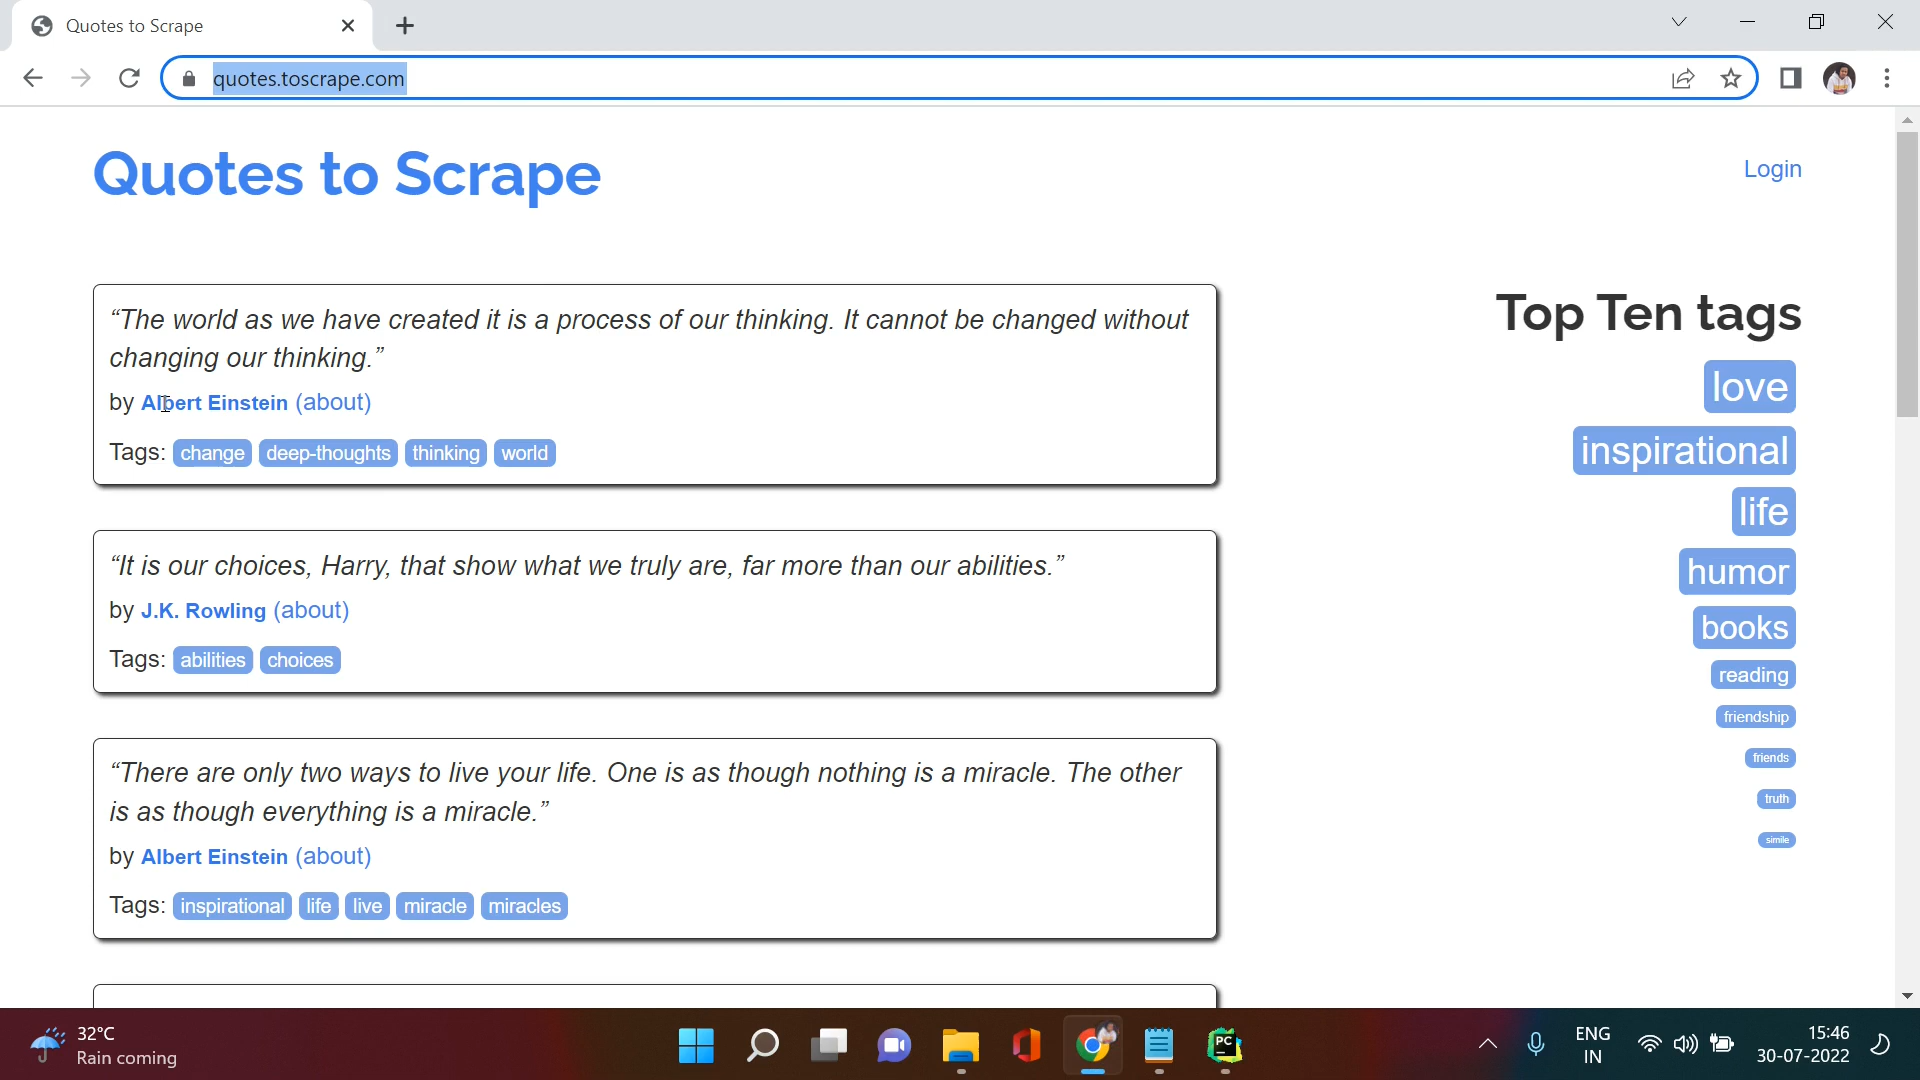 Quotes to Scrape
quotes.toscrape.com
Quotes to Scrape
Login
“The world as we have created it is a process of our thinking. It cannot be changed without
changing our thinking.”
by Albert Einstein (about)
Tags: change deep-thoughts thinking world
“It is our choices, Harry, that show what we truly are, far more than our abilities.”
by J.K. Rowling (about)
Tags: abilities choices
“There are only two ways to live your life. One is as though nothing is a miracle. The other
is as though everything is a miracle.”
by Albert Einstein (about)
Tags: inspirational life live miracle miracles
Top Ten tags
love
inspirational
life
humor
books
reading
friendship
friends
truth
simile
32°C
Rain coming
PC
ENG
IN
15:46
30-07-2022